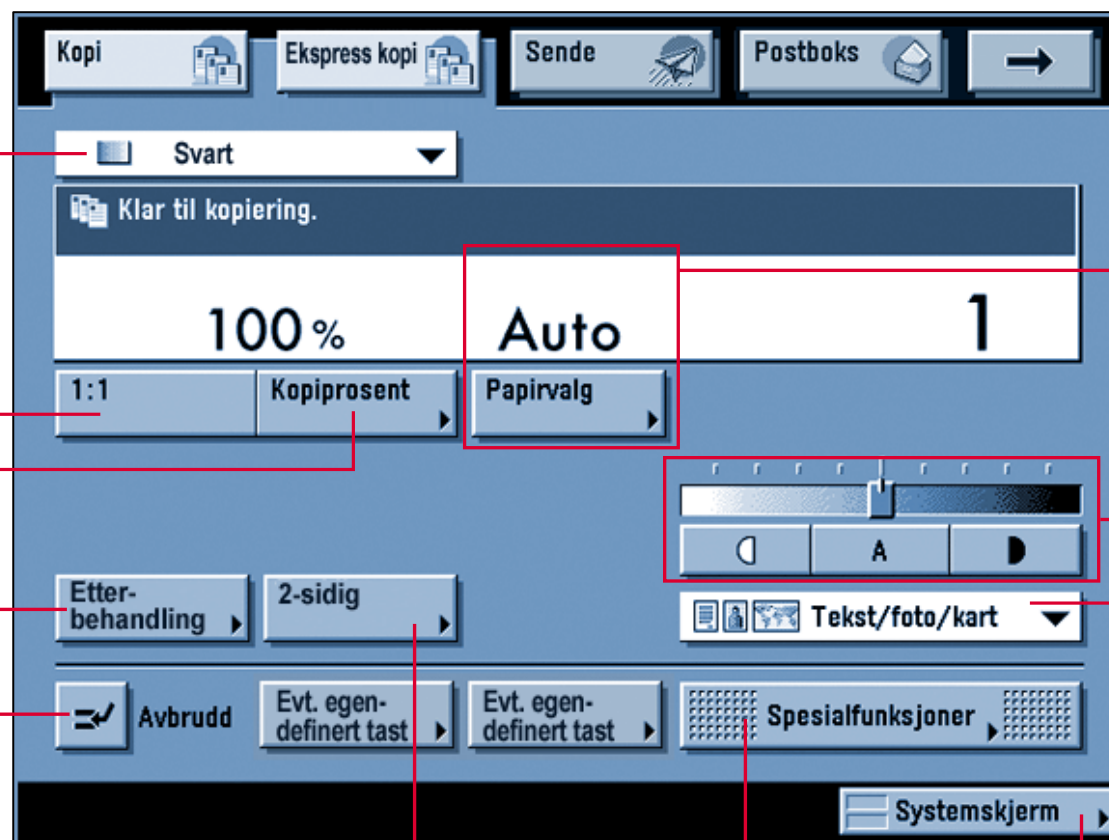 Kopi
Ekspress kopi
Sende
Postboks
Svart
Klar til kopiering.
100 %
Auto
1
1:1
Kopiprosent
Papirvalg
A
Etter-
behandling
2-sidig
Tekst/foto/kart
Avbrudd
Evt. egen-
definert tast
Evt. egen-
definert tast
Spesialfunksjoner
Systemskjerm